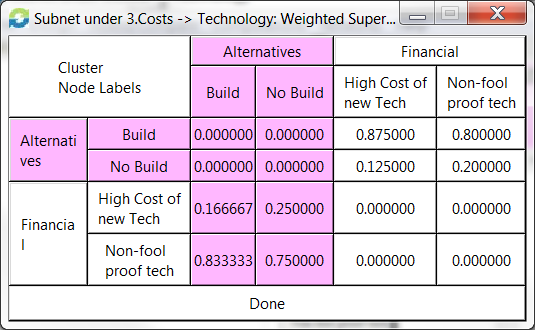 Subnet under 3.Costs -> Technology: Weighted Super...
Cluster
Node Labels
Alternatives
Financial
Build
No Build
High Cost of
new Tech
Non-fool
proof tech
Alternati
ves
Build
0.000000 0.000000 0.875000 0.800000
No Build
0.000000 0.000000 0.125000 0.200000
Financia
l
High Cost of
new Tech
0.166667 0.250000 0.000000 0.000000
Non-fool
proof tech
0.833333 0.750000 0.000000 0.000000
Done